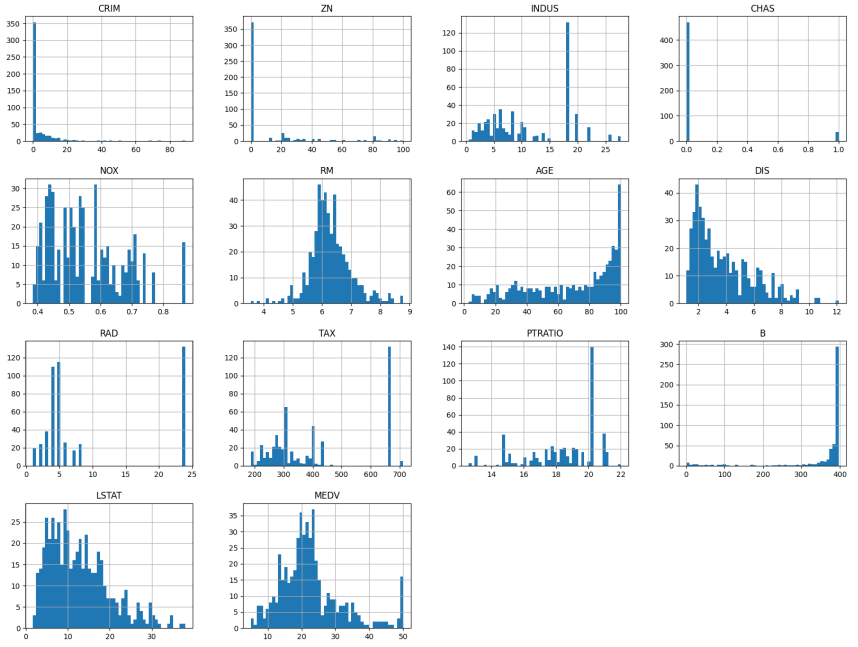 CRIM ZN INDUS CHAS
350 300 250 200 150 100 50 0
0 20 40 60 80
350 300 250 200 150 100 50 0
0 20 40 60 80 100
120 100 80 60 40 20 0
0 5 10 15 20 25
400 300 200 100 0
0.0 0.2 0.4 0.6 0.8 1.0
NOX RM AGE DIS
30 25 20 15 10 5 0
0.4 0.5 0.6 0.7 0.8
40 30 20 10 0
4 5 6 7 8 9
60 50 40 30 20 10 0
0 20 40 60 80 100
40 30 20 10 0
2 4 6 8 10 12
RAD TAX PTRATIO B
120 100 80 60 40 20 0
0 5 10 15 20 25
120 100 80 60 40 20 0
200 300 400 500 600 700
140 120 100 80 60 40 20 0
14 16 18 20 22
300 250 200 150 100 50 0
0 100 200 300 400
LSTAT MEDV
25 20 15 10 5 0
0 10 20 30
35 30 25 20 15 10 5 0
10 20 30 40 50